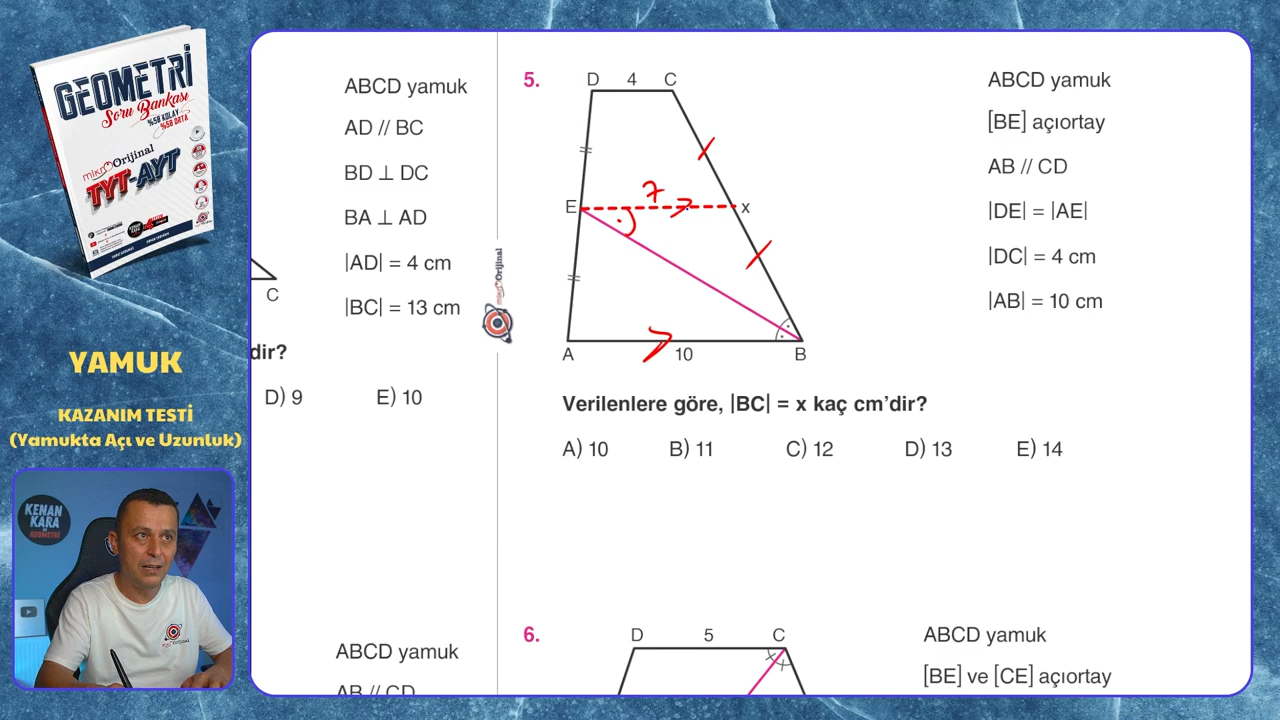 GEOMETRİ
Soru Bankası
%50 KOLAY
%50 ORTA
mikro Orijinal
TYT-AYT
YAMUK
KAZANIM TESTİ
(Yamukta Açı ve Uzunluk)
KENAN
KARA
GEOMETRİ
ABCD yamuk
AD // BC
BD ⊥ DC
BA ⊥ AD
|AD| = 4 cm
|BC| = 13 cm
C
dir?
D) 9 E) 10
mikro Orijinal
5.
D 4 C
7
E x
A 10 B
ABCD yamuk
[BE] açıortay
AB // CD
|DE| = |AE|
|DC| = 4 cm
|AB| = 10 cm
Verilenlere göre, |BC| = x kaç cm’dir?
A) 10 B) 11 C) 12 D) 13 E) 14
ABCD yamuk
AB // CD
6.
D 5 C
ABCD yamuk
[BE] ve [CE] açıortay